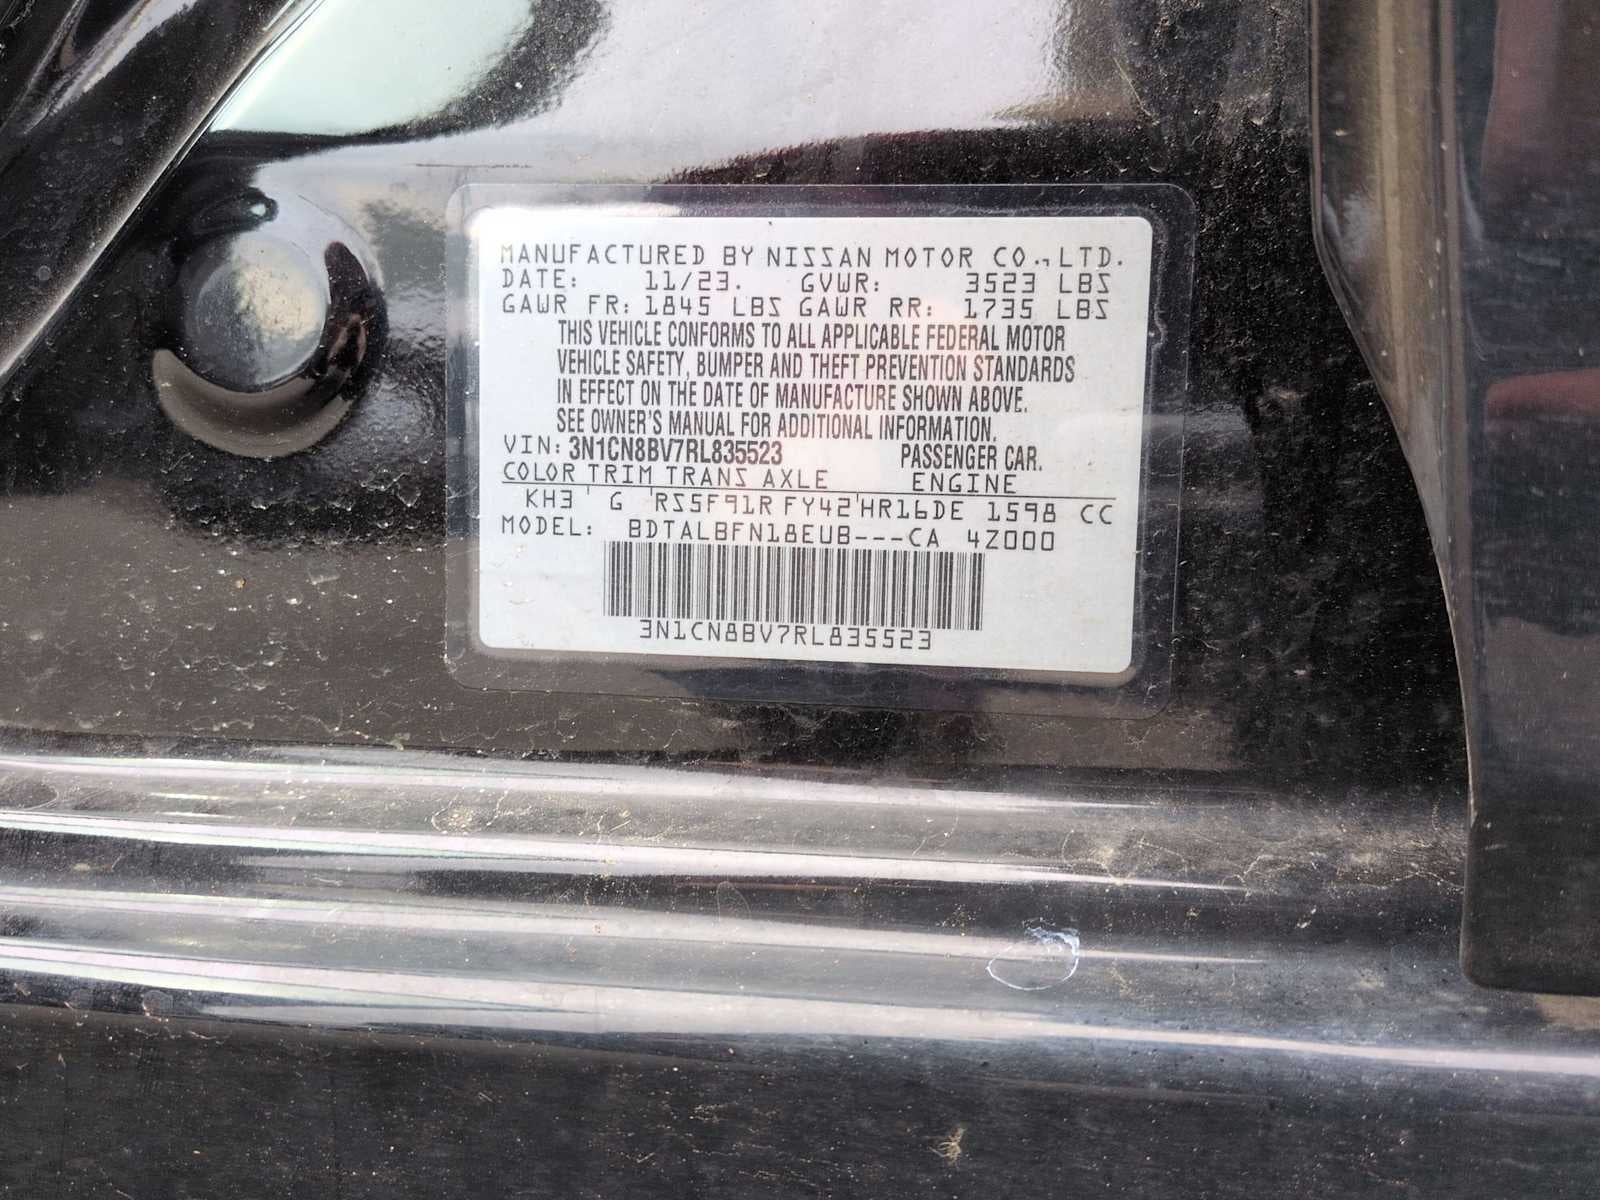 MANUFACTURED BY NISSAN MOTOR CO., LTD.
DATE: 11/23. GVWR: 3523 LBS
GAWR FR: 1845 LBS GAWR RR: 1735 LBS
THIS VEHICLE CONFORMS TO ALL APPLICABLE FEDERAL MOTOR
VEHICLE SAFETY, BUMPER AND THEFT PREVENTION STANDARDS
IN EFFECT ON THE DATE OF MANUFACTURE SHOWN ABOVE.
SEE OWNER'S MANUAL FOR ADDITIONAL INFORMATION.
VIN: 3N1CN8BV7RL835523 PASSENGER CAR.
COLOR TRIM TRANS AXLE ENGINE
KH3 ' G ' RS5F91R FY42 ' HR16DE 1598 CC
MODEL: BDTALBFN18EUB---CA 4Z000
3N1CN8BV7RL835523